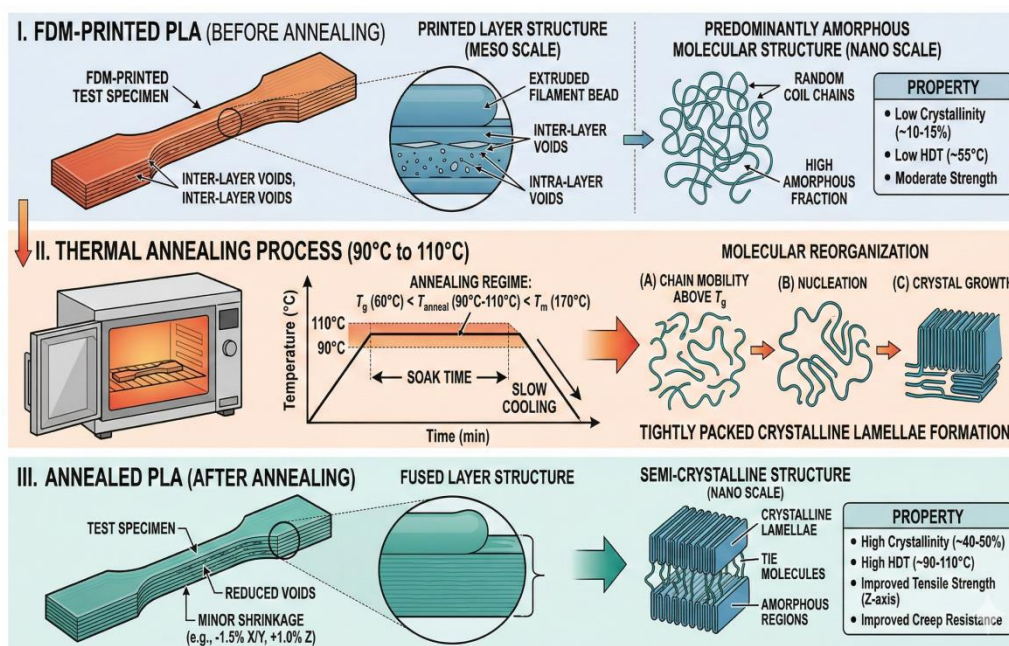 I. FDM-PRINTED PLA (BEFORE ANNEALING)
FDM-PRINTED
TEST SPECIMEN
INTER-LAYER VOIDS,
INTER-LAYER VOIDS
PRINTED LAYER STRUCTURE
(MESO SCALE)
EXTRUDED
FILAMENT BEAD
INTER-LAYER
VOIDS
INTRA-LAYER
VOIDS
PREDOMINANTLY AMORPHOUS
MOLECULAR STRUCTURE (NANO SCALE)
RANDOM
COIL CHAINS
HIGH
AMORPHOUS
FRACTION
PROPERTY
• Low Crystallinity
(~10-15%)
• Low HDT (~55°C)
• Moderate Strength
II. THERMAL ANNEALING PROCESS (90°C to 110°C)
Temperature (°C)
110°C
90°C
ANNEALING REGIME:
Tg (60°C) < Tanneal (90°C-110°C) < Tm (170°C)
SOAK TIME
SLOW
COOLING
Time (min)
MOLECULAR REORGANIZATION
(A) CHAIN MOBILITY
ABOVE Tg
(B) NUCLEATION
(C) CRYSTAL GROWTH
TIGHTLY PACKED CRYSTALLINE LAMELLAE FORMATION
III. ANNEALED PLA (AFTER ANNEALING)
TEST SPECIMEN
REDUCED VOIDS
MINOR SHRINKAGE
(e.g., -1.5% X/Y, +1.0% Z)
FUSED LAYER STRUCTURE
SEMI-CRYSTALLINE STRUCTURE
(NANO SCALE)
CRYSTALLINE
LAMELLAE
TIE
MOLECULES
AMORPHOUS
REGIONS
PROPERTY
• High Crystallinity (~40-50%)
• High HDT (~90-110°C)
• Improved Tensile Strength
(Z-axis)
• Improved Creep Resistance